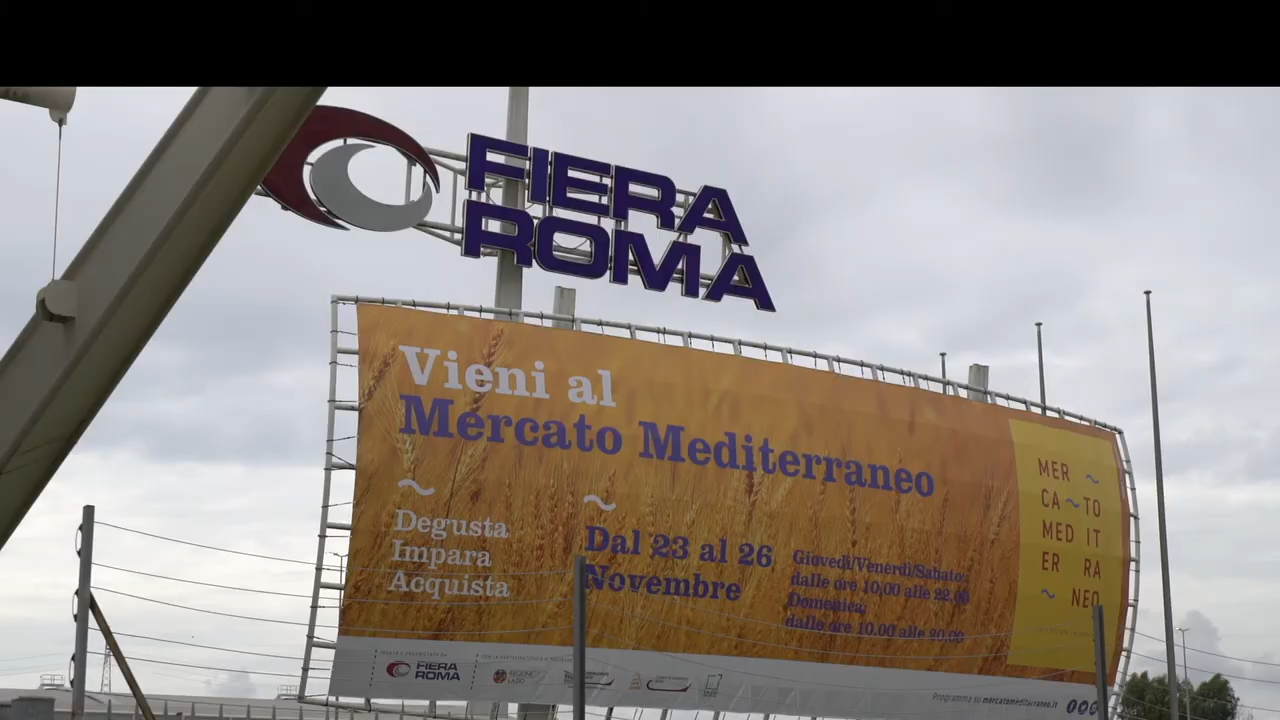 FIERA
ROMA
Vieni al
Mercato Mediterraneo
Degusta
Impara
Acquista
Dal 23 al 26
Novembre
Giovedì/Venerdì/Sabato:
dalle ore 10,00 alle 22,00
Domenica:
dalle ore 10.00 alle 20.00
MER ~
CA ~ TO
MED IT
ER RA
~ NEO
FIERA
ROMA
REGIONE
LAZIO
Programma su mercatomediterraneo.it